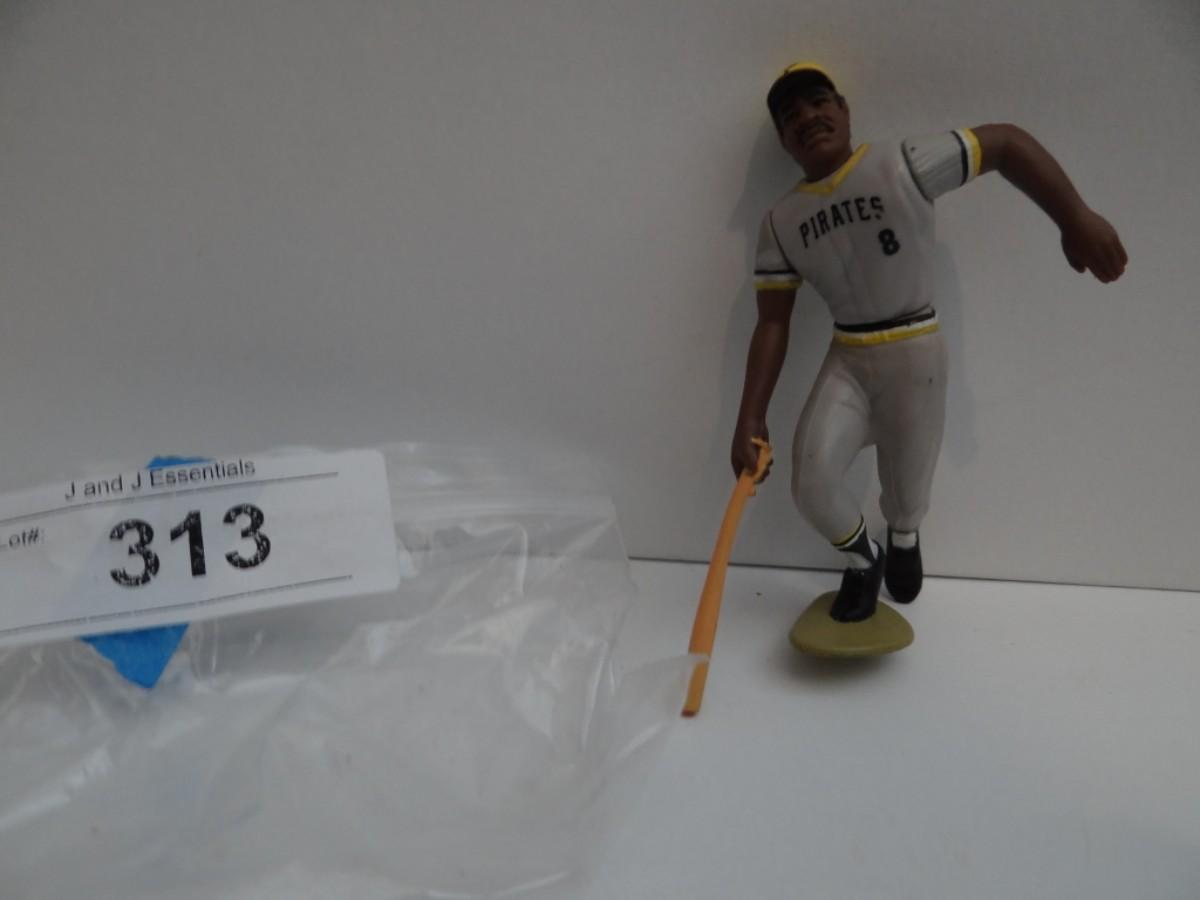 J and J Essentials
Lot#: 313
PIRATES
8